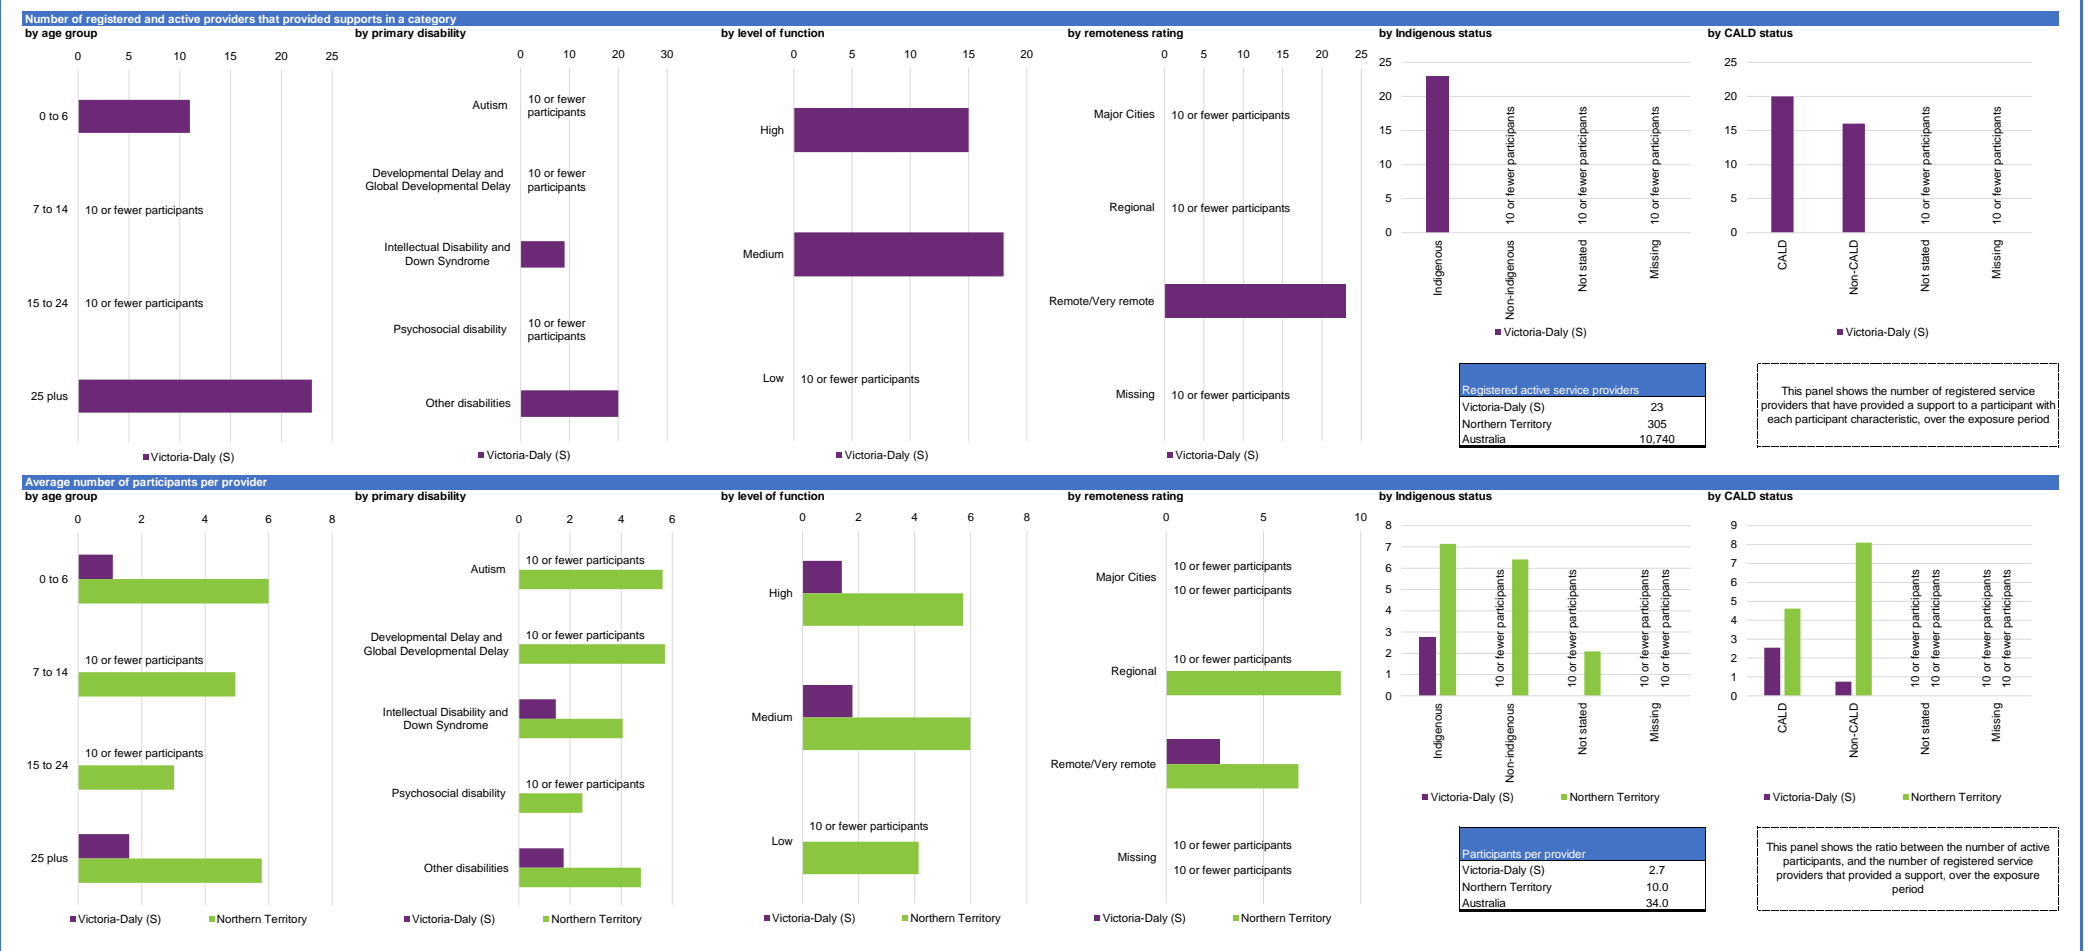 Number of registered and active providers that provided supports in a category
by age group
0 5 10 15 20 25
0 to 6
7 to 14 10 or fewer participants
15 to 24 10 or fewer participants
25 plus
Victoria-Daly (S)
by primary disability
0 10 20 30
Autism
10 or fewer
participants
Developmental Delay and
Global Developmental Delay
10 or fewer
participants
Intellectual Disability and
Down Syndrome
Psychosocial disability
10 or fewer
participants
Other disabilities
Victoria-Daly (S)
by level of function
0 5 10 15 20
High
Medium
Low 10 or fewer participants
Victoria-Daly (S)
by remoteness rating
0 5 10 15 20 25
Major Cities 10 or fewer participants
Regional 10 or fewer participants
Remote/Very remote
Missing 10 or fewer participants
Victoria-Daly (S)
by Indigenous status
25
20
15
10
5
0
10 or fewer participants
10 or fewer participants
10 or fewer participants
Indigenous
Non-indigenous
Not stated
Missing
Victoria-Daly (S)
by CALD status
25
20
15
10
5
0
10 or fewer participants
10 or fewer participants
CALD
Non-CALD
Not stated
Missing
Victoria-Daly (S)
Registered active service providers
Victoria-Daly (S) 23
Northern Territory 305
Australia 10,740
This panel shows the number of registered service
providers that have provided a support to a participant with
each participant characteristic, over the exposure period
Average number of participants per provider
by age group
0 2 4 6 8
0 to 6
7 to 14
10 or fewer participants
15 to 24
10 or fewer participants
25 plus
Victoria-Daly (S) Northern Territory
by primary disability
0 2 4 6
Autism
10 or fewer participants
Developmental Delay and
Global Developmental Delay
10 or fewer participants
Intellectual Disability and
Down Syndrome
Psychosocial disability
10 or fewer participants
Other disabilities
Victoria-Daly (S) Northern Territory
by level of function
0 2 4 6 8
High
Medium
Low
10 or fewer participants
Victoria-Daly (S) Northern Territory
by remoteness rating
0 5 10
Major Cities
10 or fewer participants
10 or fewer participants
Regional
10 or fewer participants
Remote/Very remote
Missing
10 or fewer participants
10 or fewer participants
Victoria-Daly (S) Northern Territory
by Indigenous status
8
7
6
5
4
3
2
1
0
10 or fewer participants
10 or fewer participants
10 or fewer participants
10 or fewer participants
Indigenous
Non-indigenous
Not stated
Missing
Victoria-Daly (S) Northern Territory
by CALD status
9
8
7
6
5
4
3
2
1
0
10 or fewer participants
10 or fewer participants
10 or fewer participants
10 or fewer participants
CALD
Non-CALD
Not stated
Missing
Victoria-Daly (S) Northern Territory
Participants per provider
Victoria-Daly (S) 2.7
Northern Territory 10.0
Australia 34.0
This panel shows the ratio between the number of active
participants, and the number of registered service
providers that provided a support, over the exposure
period